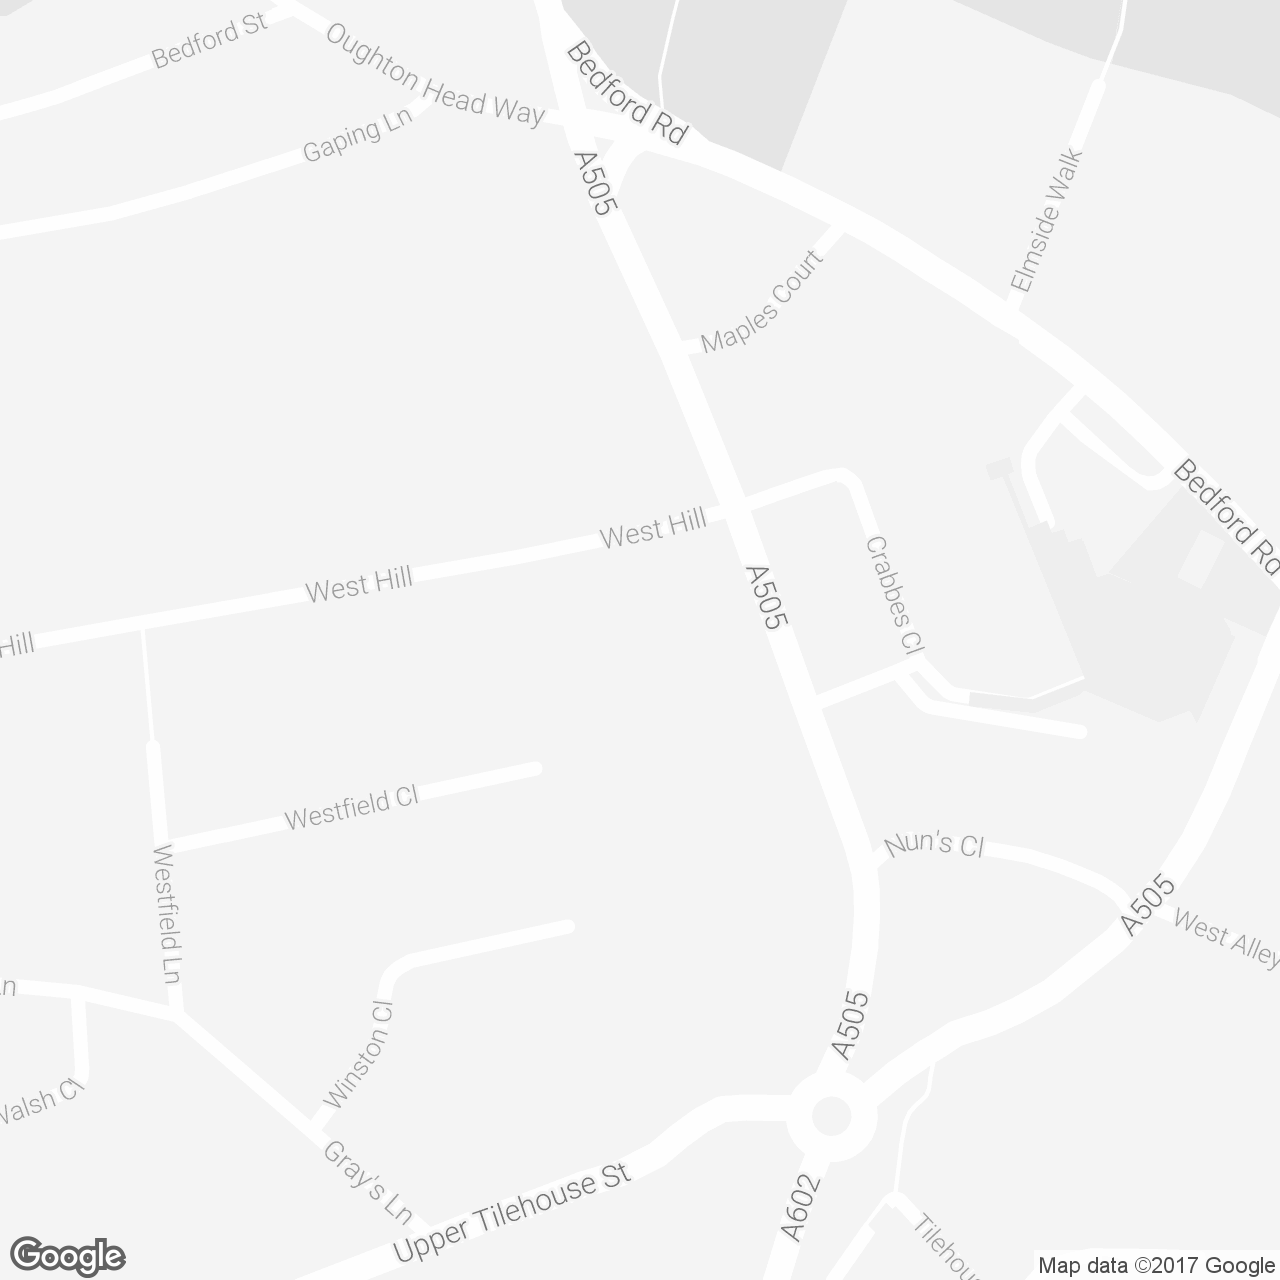 Bedford St
Oughton Head Way
Bedford Rd
Gaping Ln
A505
Elmside Walk
Maples Court
Bedford Rd
West Hill
West Hill
Hill
A505
Crabbes Cl
Westfield Cl
Nun's Cl
Westfield Ln
A505
West Alley
Ln
A505
Winston Cl
Walsh Cl
Gray's Ln
Upper Tilehouse St
A602
Tilehous
Google
Map data ©2017 Google